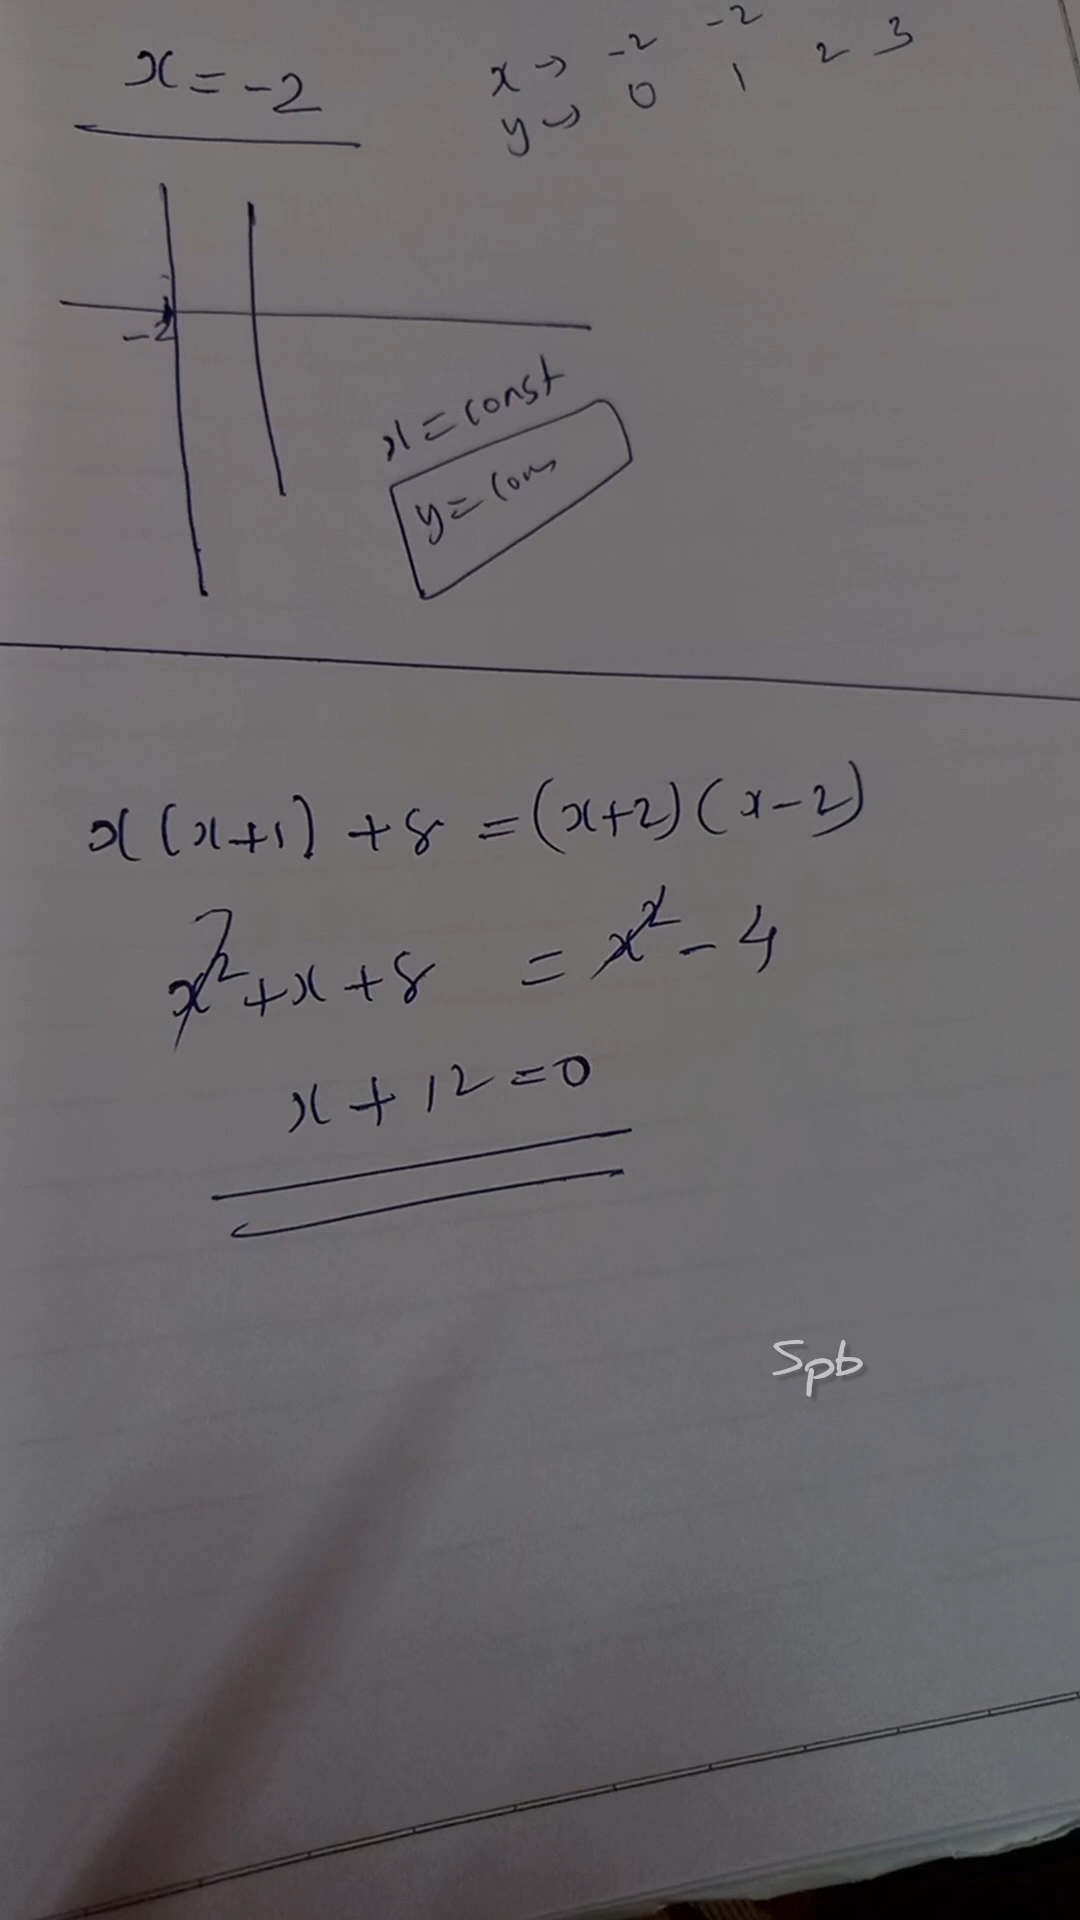 x = -2
x → -2 -2
y → 0 1 2 3
-2
x = const
y = cons
x(x+1) + 8 = (x+2)(x-2)
x²+x+8 = x²-4
x + 12 = 0
Spb